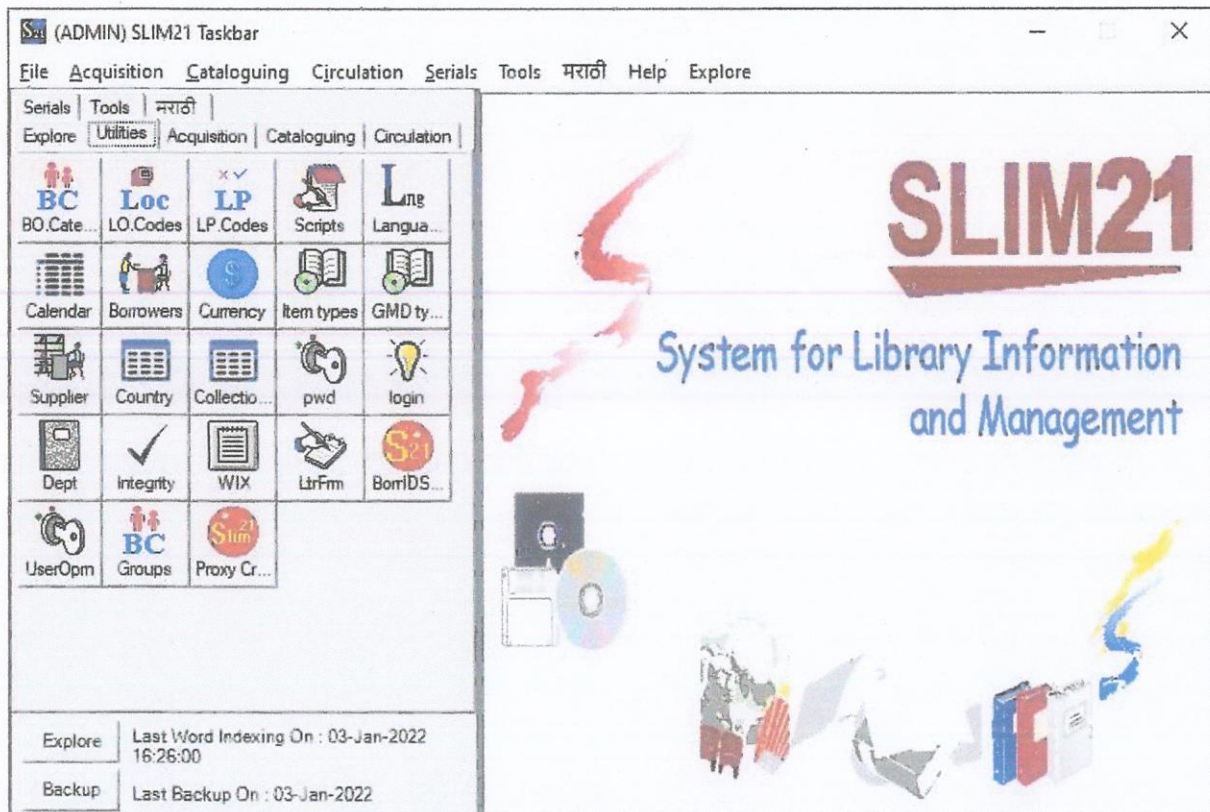 S21 (ADMIN) SLIM21 Taskbar
File Acquisition Cataloguing Circulation Serials Tools मराठी Help Explore
Serials Tools मराठी
Explore Utilities Acquisition Cataloguing Circulation
BC Loc LP Lng
BO.Cate... LO.Codes LP.Codes Scripts Langua...
Calendar Borrowers Currency Item types GMD ty...
Supplier Country Collectio... pwd login
S21
Dept Integrity WIX LtrFrm BorrIDS...
BC Slim21
UserOpm Groups Proxy Cr...
Explore Last Word Indexing On : 03-Jan-2022
16:26:00
Backup Last Backup On : 03-Jan-2022
SLIM21
System for Library Information
and Management